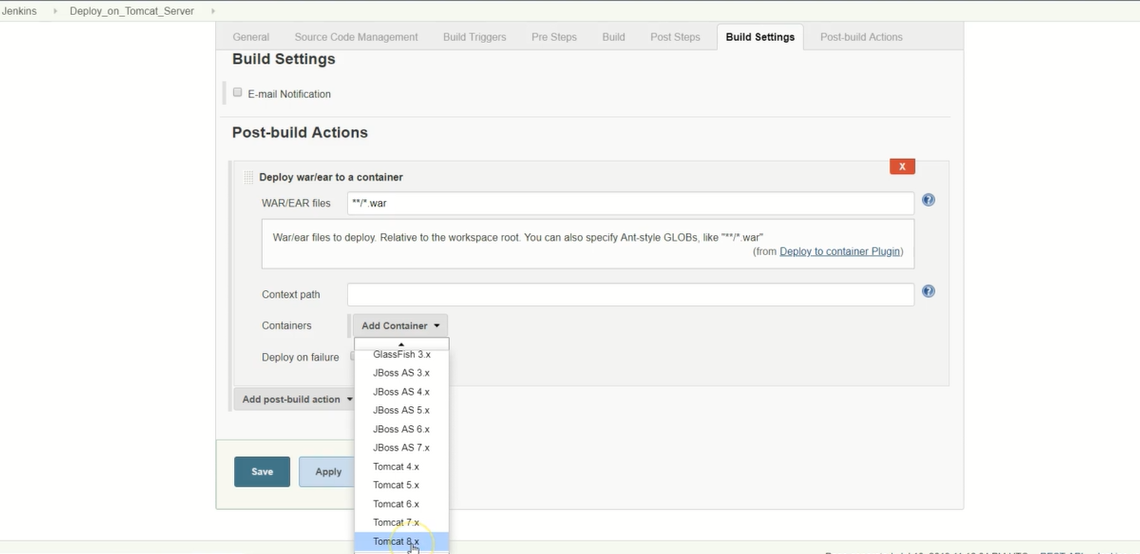 Jenkins Deploy_on_Tomcat_Server
General Source Code Management Build Triggers Pre Steps Build Post Steps Build Settings Post-build Actions
Build Settings
E-mail Notification
Post-build Actions
X
Deploy war/ear to a container
WAR/EAR files **/*.war
War/ear files to deploy. Relative to the workspace root. You can also specify Ant-style GLOBs, like "**/*.war"
(from Deploy to container Plugin)
Context path
Containers Add Container
Deploy on failure
GlassFish 3.x
JBoss AS 3.x
JBoss AS 4.x
JBoss AS 5.x
JBoss AS 6.x
JBoss AS 7.x
Tomcat 4.x
Tomcat 5.x
Tomcat 6.x
Tomcat 7.x
Tomcat 8.x
Add post-build action
Save Apply